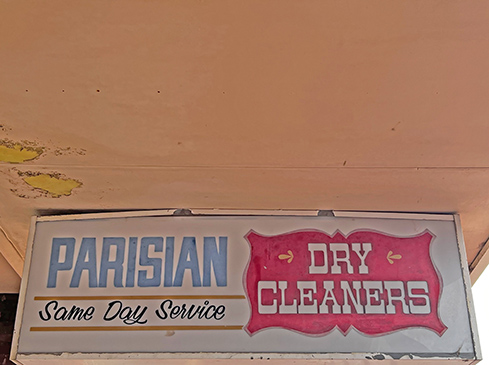 PARISIAN
Same Day Service
DRY
CLEANERS